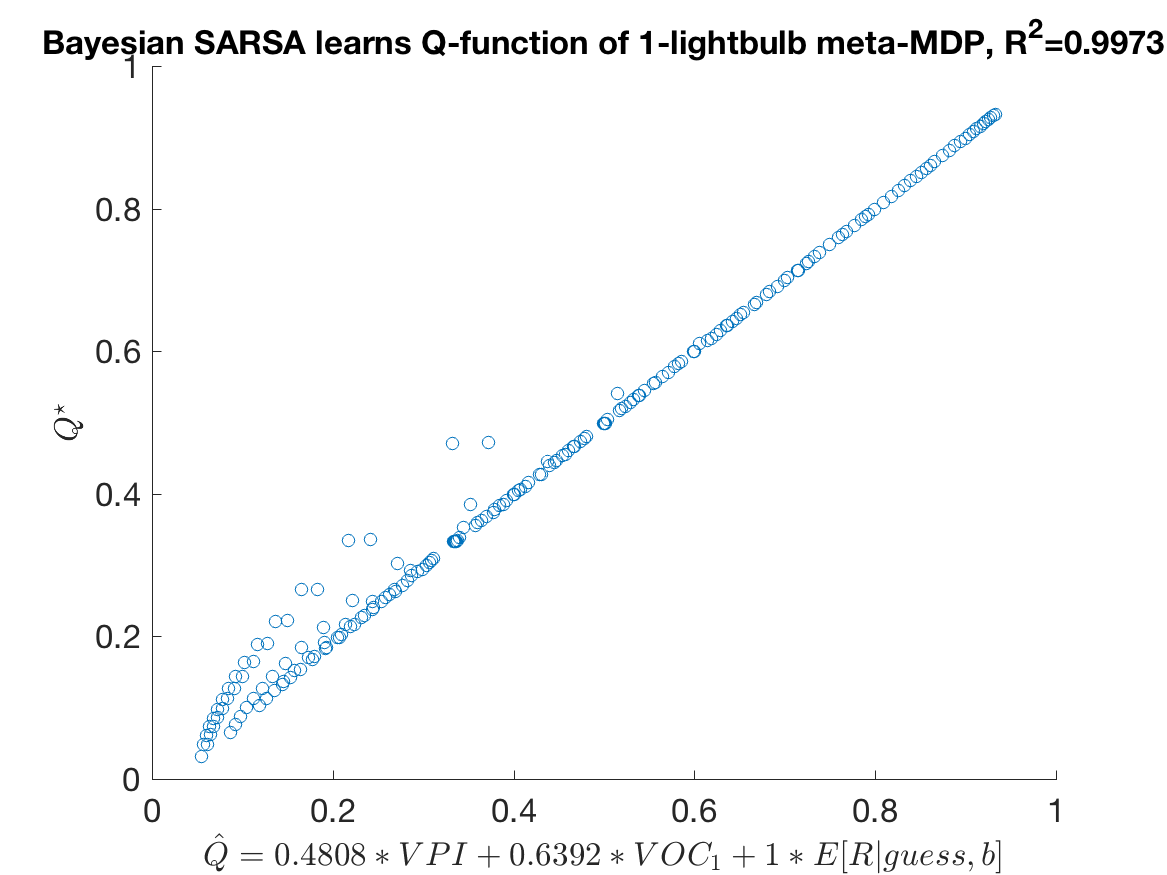 Bayesian SARSA learns Q-function of 1-lightbulb meta-MDP, R²=0.9973
1
0.8
0.6
0.4
0.2
0
Q⋆
0 0.2 0.4 0.6 0.8 1
Q̂ = 0.4808 ∗ VPI + 0.6392 ∗ VOC₁ + 1 ∗ E[R|guess, b]